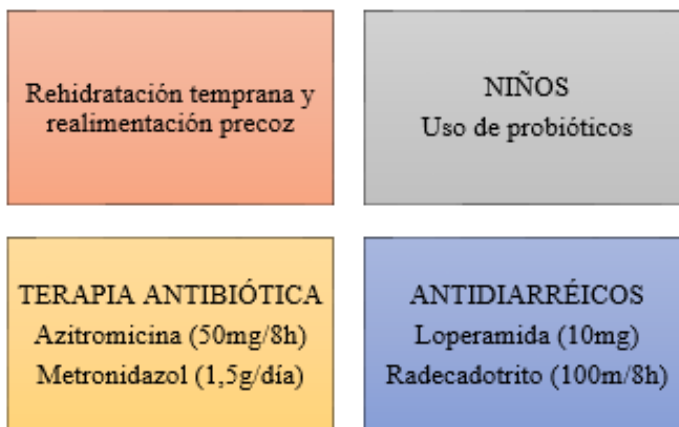 Rehidratación temprana y
realimentación precoz
NIÑOS
Uso de probióticos
TERAPIA ANTIBIÓTICA
Azitromicina (50mg/8h)
Metronidazol (1,5g/día)
ANTIDIARRÉICOS
Loperamida (10mg)
Radecadotrito (100m/8h)